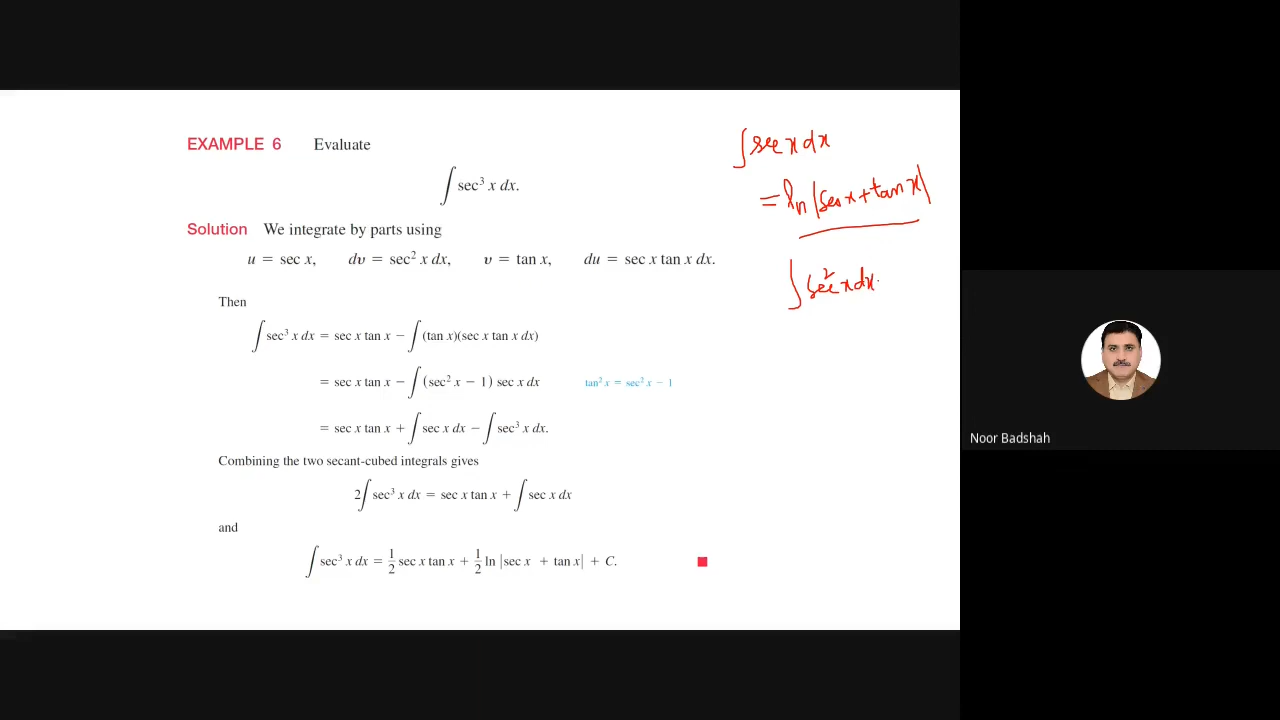 EXAMPLE 6 Evaluate
∫ sec³ x dx.
Solution We integrate by parts using
u = sec x, dv = sec² x dx, v = tan x, du = sec x tan x dx.
Then
∫ sec³ x dx = sec x tan x − ∫ (tan x)(sec x tan x dx)
= sec x tan x − ∫ (sec² x − 1) sec x dx tan² x = sec² x − 1
= sec x tan x + ∫ sec x dx − ∫ sec³ x dx.
Combining the two secant-cubed integrals gives
2∫ sec³ x dx = sec x tan x + ∫ sec x dx
and
∫ sec³ x dx = 1/2 sec x tan x + 1/2 ln |sec x + tan x| + C.
∫ sec x dx
= ln |sec x + tan x|
∫ sec² x dx
Noor Badshah